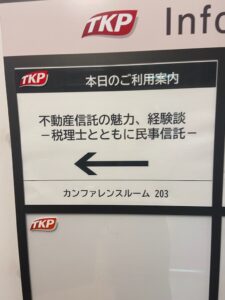 TKP Info
TKP 本日のご利用案内
不動産信託の魅力、経験談
－税理士とともに民事信託－
カンファレンスルーム 203
TKP